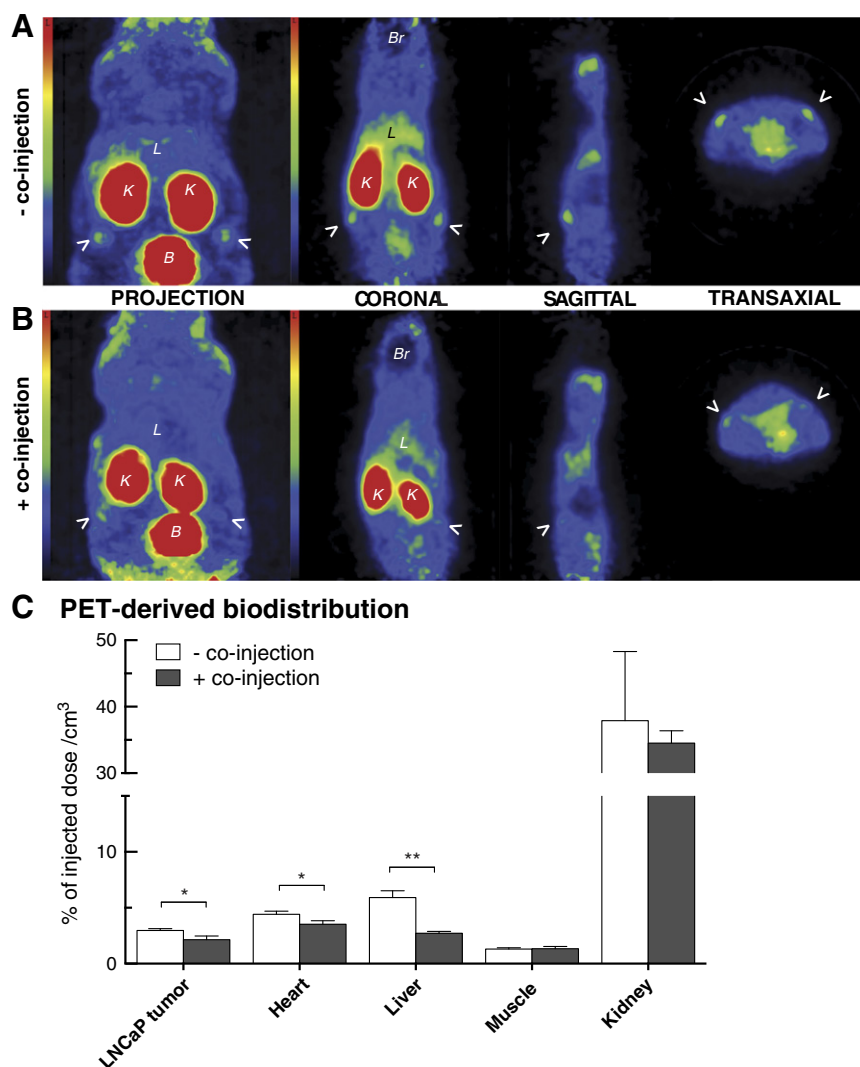 A
- co-injection
L
K
K
B
Br
L
K
K
PROJECTION
CORONAL
SAGITTAL
TRANSAXIAL
B
+ co-injection
L
K
K
B
Br
L
K
K
C PET-derived biodistribution
% of injected dose /cm³
50
40
30
10
0
- co-injection
+ co-injection
*
*
**
LNCaP tumor
Heart
Liver
Muscle
Kidney